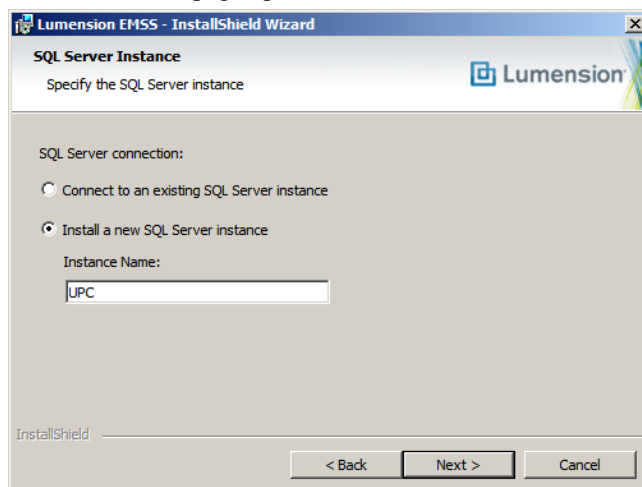 Lumension EMSS - InstallShield Wizard
SQL Server Instance
Specify the SQL Server instance
Lumension
SQL Server connection:
Connect to an existing SQL Server instance
Install a new SQL Server instance
Instance Name:
UPC
InstallShield
< Back Next > Cancel